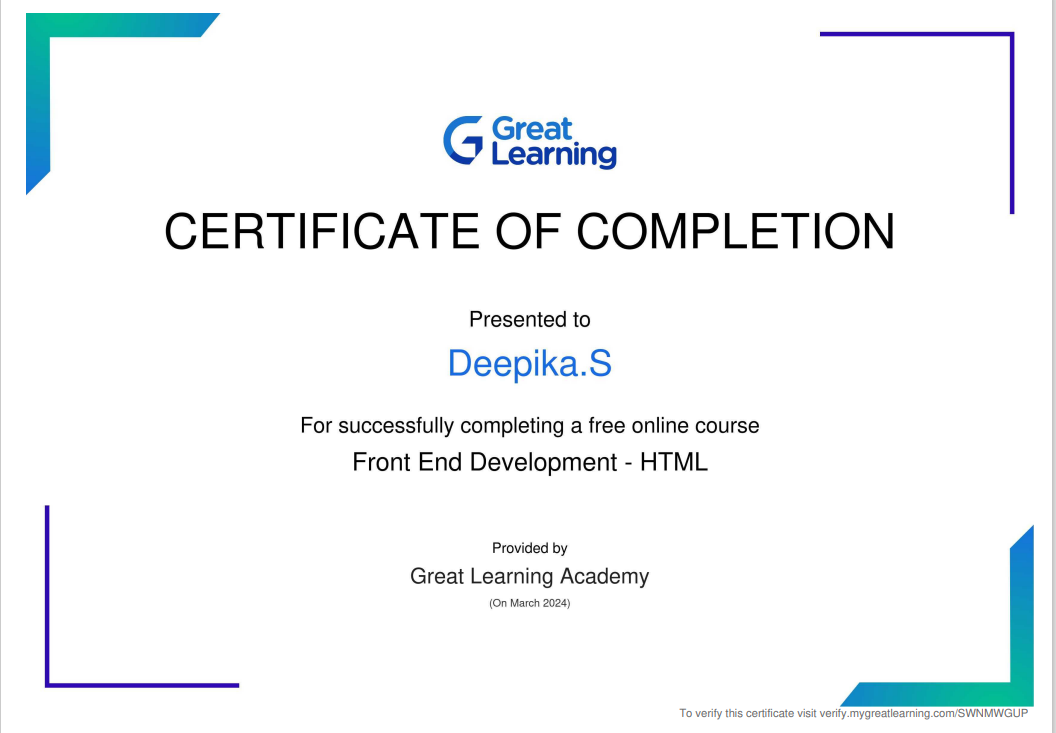 Great
Learning
CERTIFICATE OF COMPLETION
Presented to
Deepika.S
For successfully completing a free online course
Front End Development - HTML
Provided by
Great Learning Academy
(On March 2024)
To verify this certificate visit verify.mygreatlearning.com/SWNMWGUP